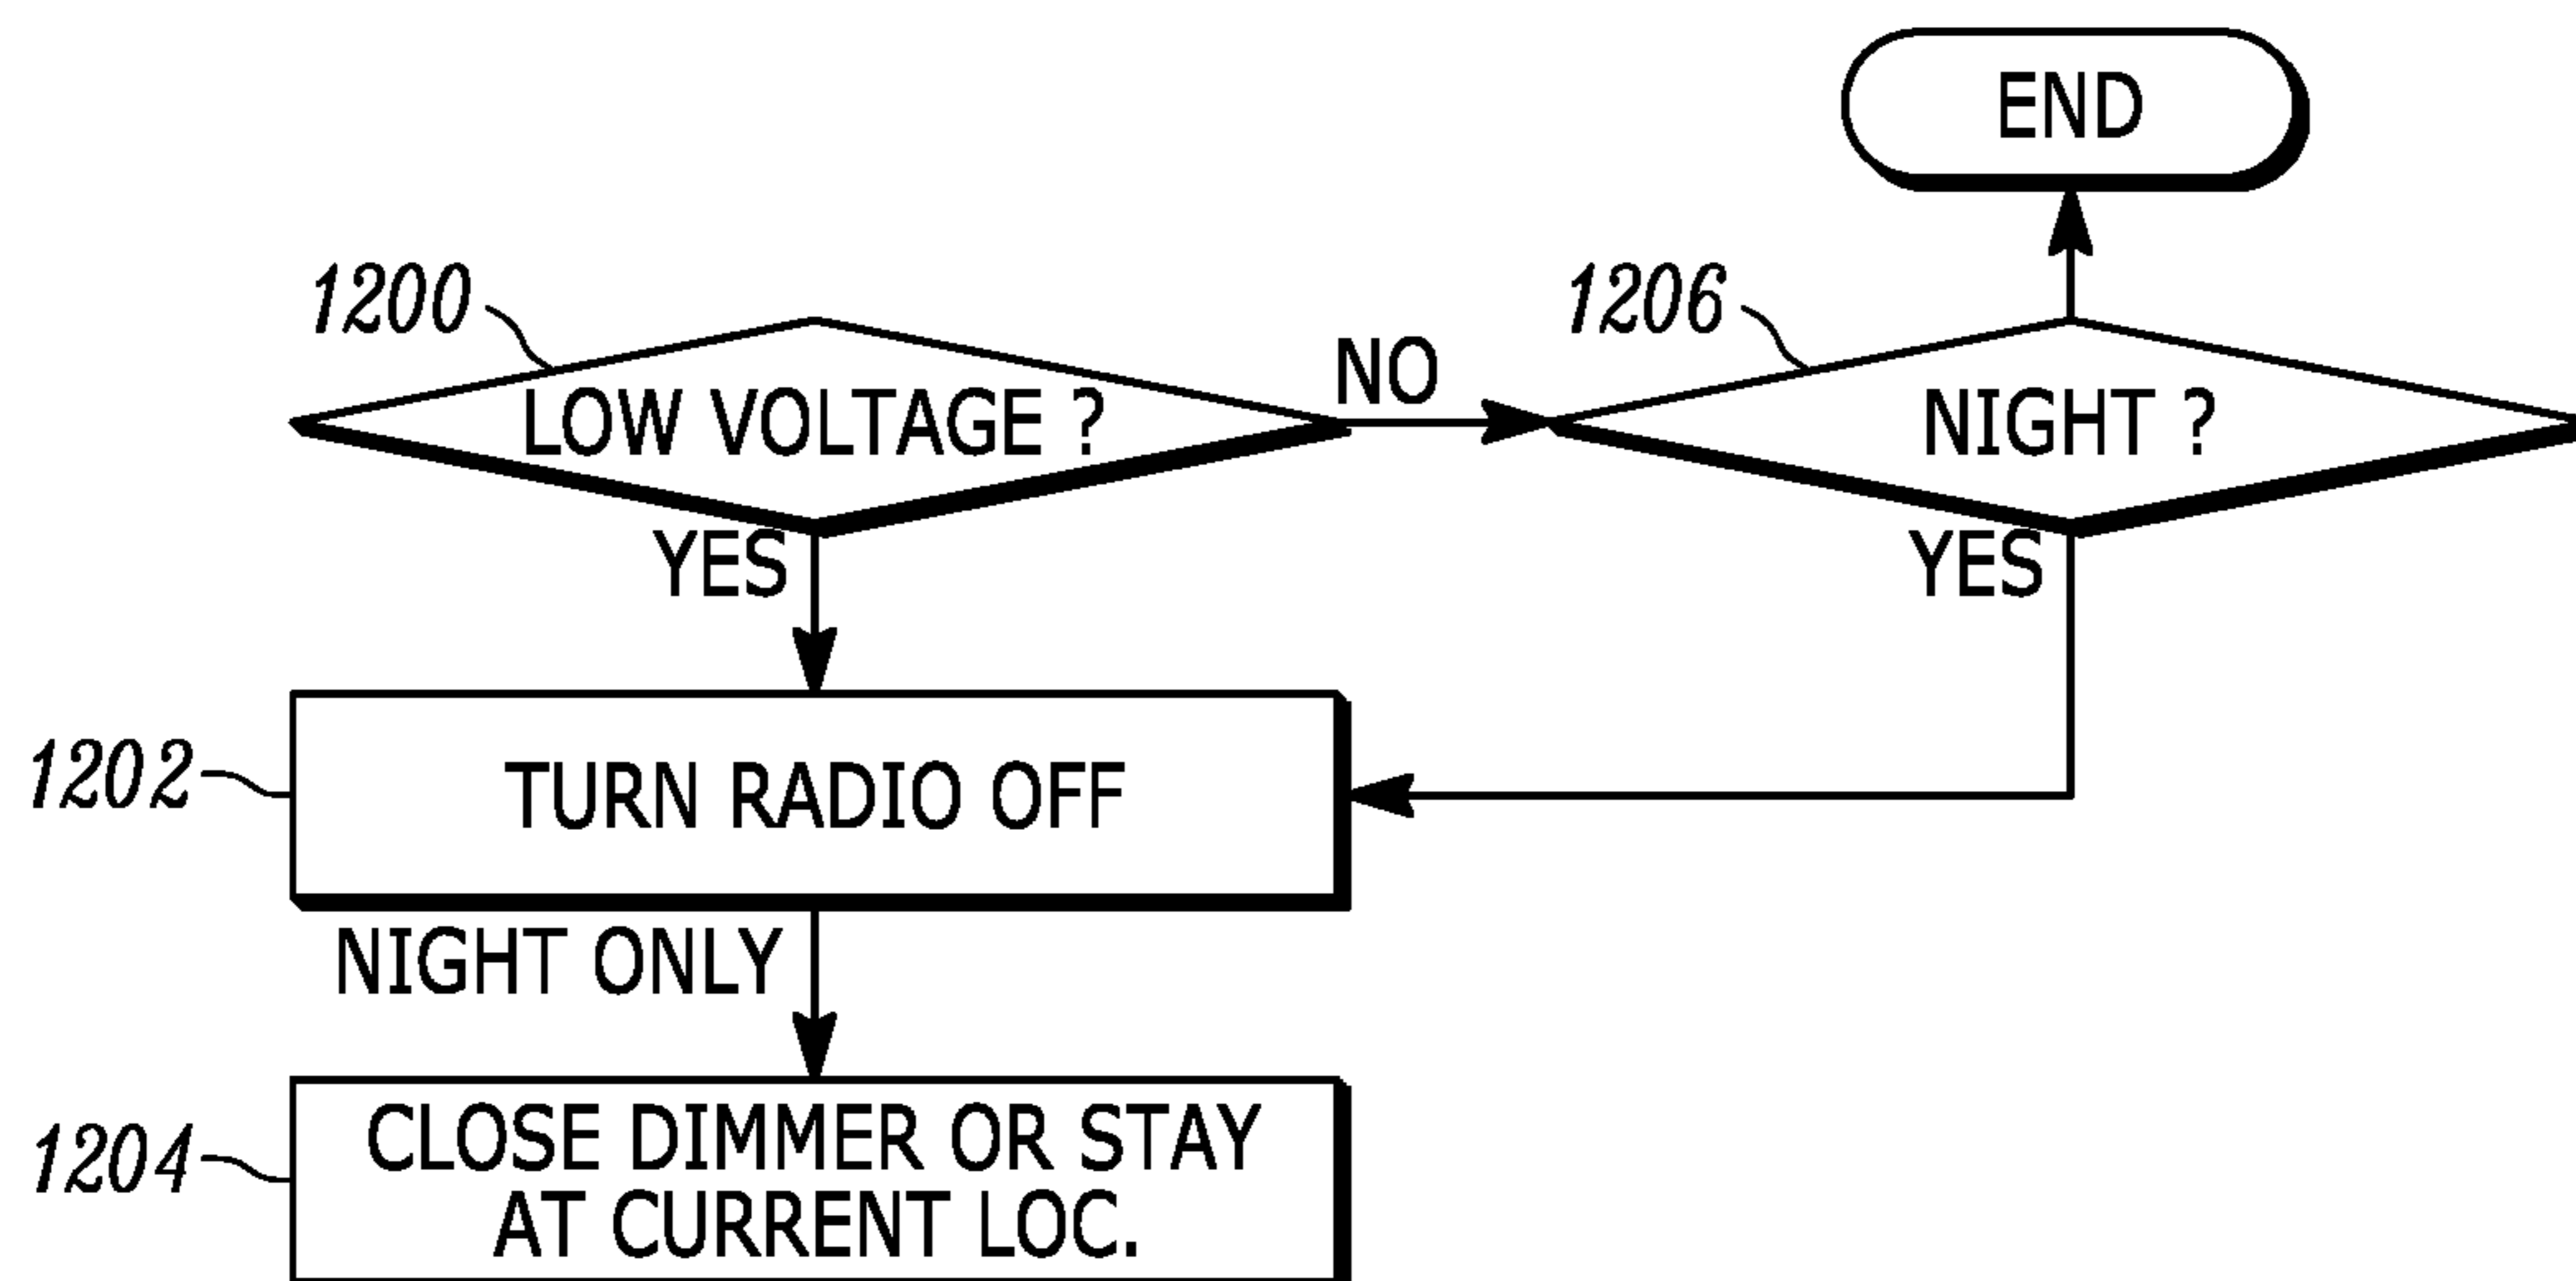 END
1200
1206
LOW VOLTAGE ?
NO
NIGHT ?
YES
YES
1202
TURN RADIO OFF
NIGHT ONLY
1204
CLOSE DIMMER OR STAY
AT CURRENT LOC.